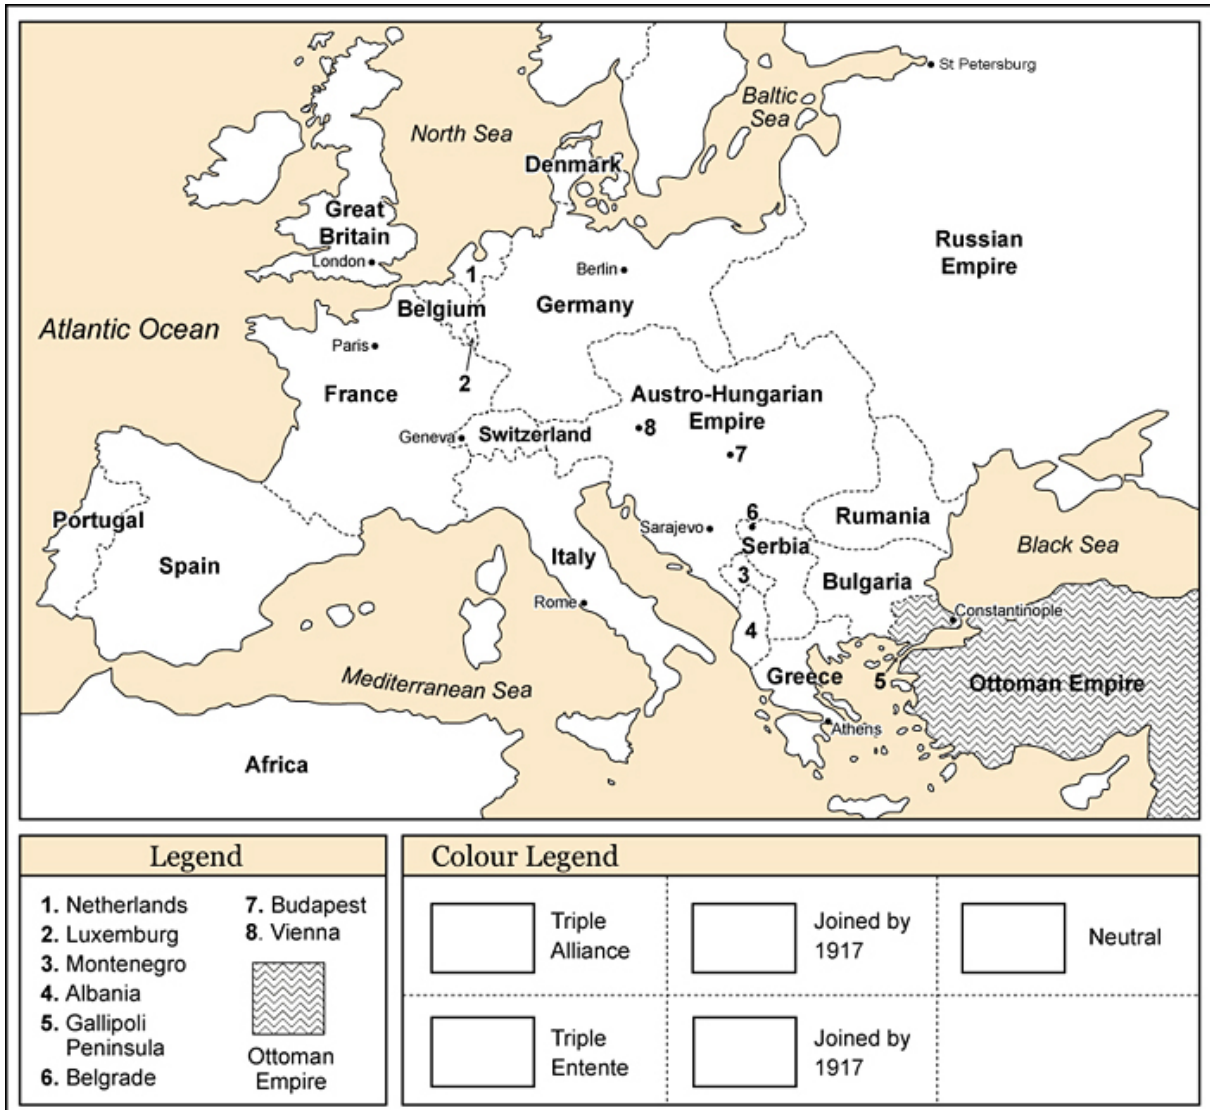 St Petersburg
Baltic
Sea
North Sea
Denmark
Great
Britain
London
Russian
Empire
1
Berlin
Belgium
Germany
Atlantic Ocean
Paris
2
France
Austro-Hungarian
Empire
8
Geneva
Switzerland
7
Portugal
6
Rumania
Sarajevo
Serbia
Black Sea
Spain
Italy
3
Bulgaria
Rome
Constantinople
4
Mediterranean Sea
Greece
5
Ottoman Empire
Athens
Africa
Legend
1. Netherlands
2. Luxemburg
3. Montenegro
4. Albania
5. Gallipoli
Peninsula
6. Belgrade
7. Budapest
8. Vienna
Ottoman
Empire
Colour Legend
Triple
Alliance
Joined by
1917
Neutral
Triple
Entente
Joined by
1917